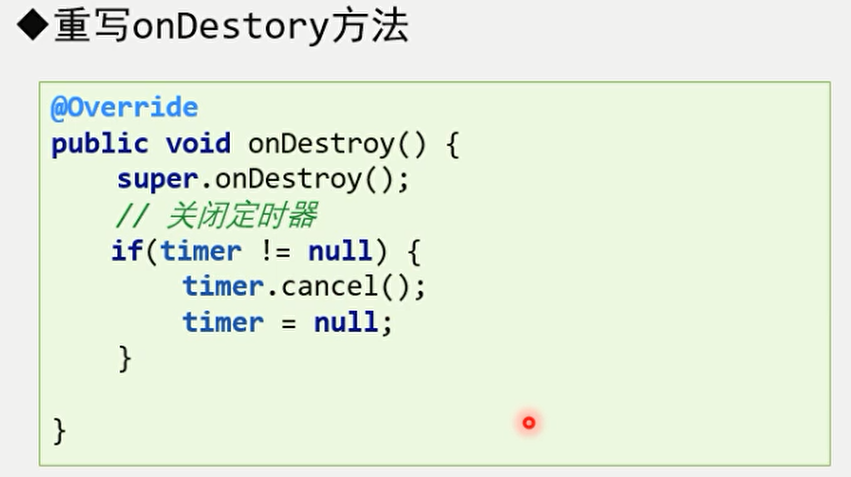 ◆重写onDestory方法
@Override
public void onDestroy() {
super.onDestroy();
// 关闭定时器
if(timer != null) {
timer.cancel();
timer = null;
}
}